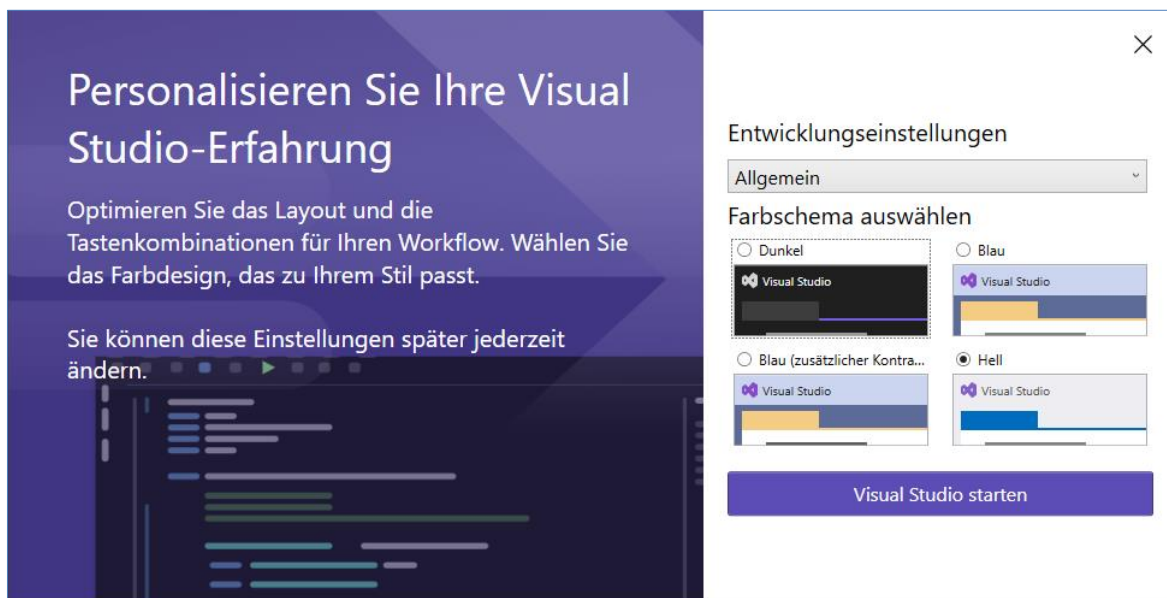 Personalisieren Sie Ihre Visual
Studio-Erfahrung
Optimieren Sie das Layout und die
Tastenkombinationen für Ihren Workflow. Wählen Sie
das Farbdesign, das zu Ihrem Stil passt.
Sie können diese Einstellungen später jederzeit
ändern.
Entwicklungseinstellungen
Allgemein
Farbschema auswählen
Dunkel
Blau
Visual Studio
Visual Studio
Blau (zusätzlicher Kontra...
Hell
Visual Studio
Visual Studio
Visual Studio starten